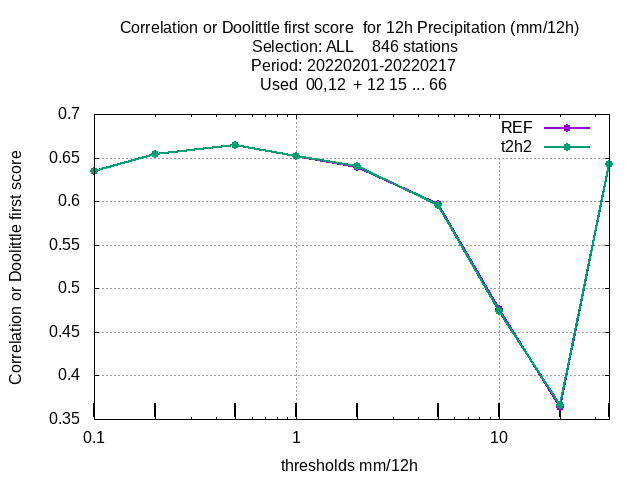 Correlation or Doolittle first score  for 12h Precipitation (mm/12h)
Selection: ALL    846 stations
Period: 20220201-20220217
Used  00,12  + 12 15 ... 66
REF
t2h2
0.7
0.65
0.6
0.55
0.5
0.45
0.4
0.35
Correlation or Doolittle first score
0.1 1 10
thresholds mm/12h